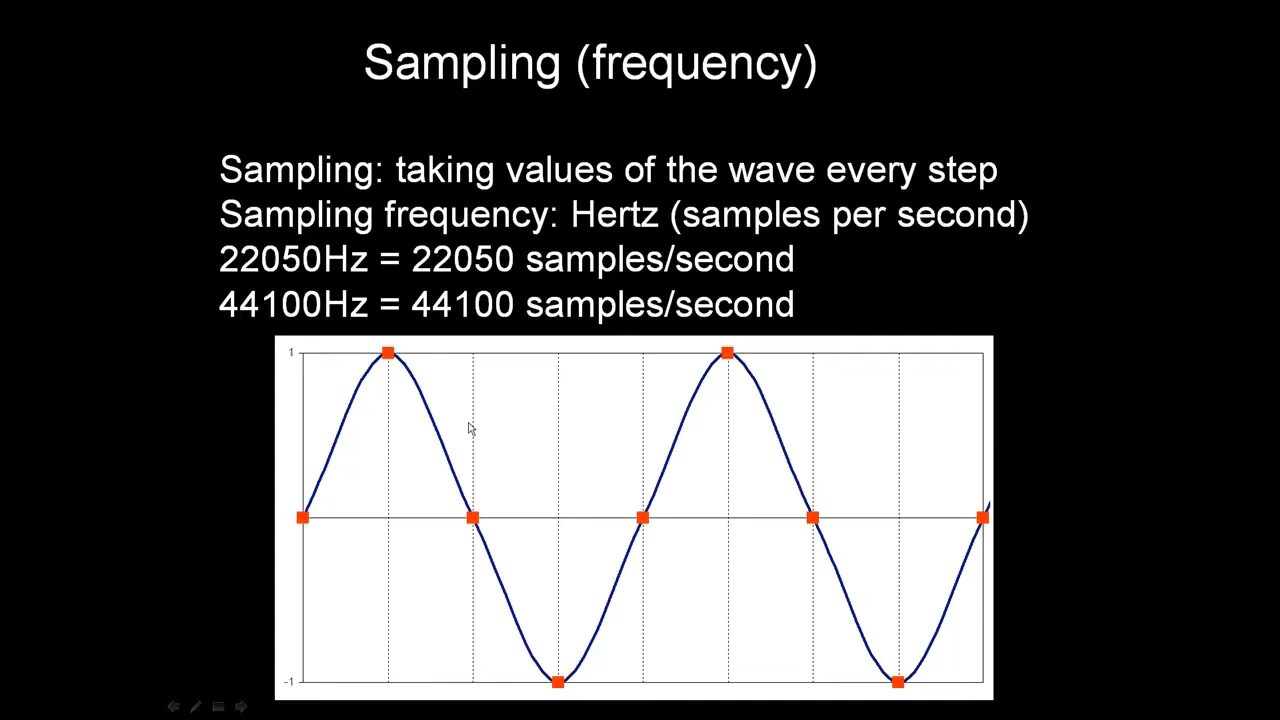 Sampling (frequency)
Sampling: taking values of the wave every step
Sampling frequency: Hertz (samples per second)
22050Hz = 22050 samples/second
44100Hz = 44100 samples/second
1
-1